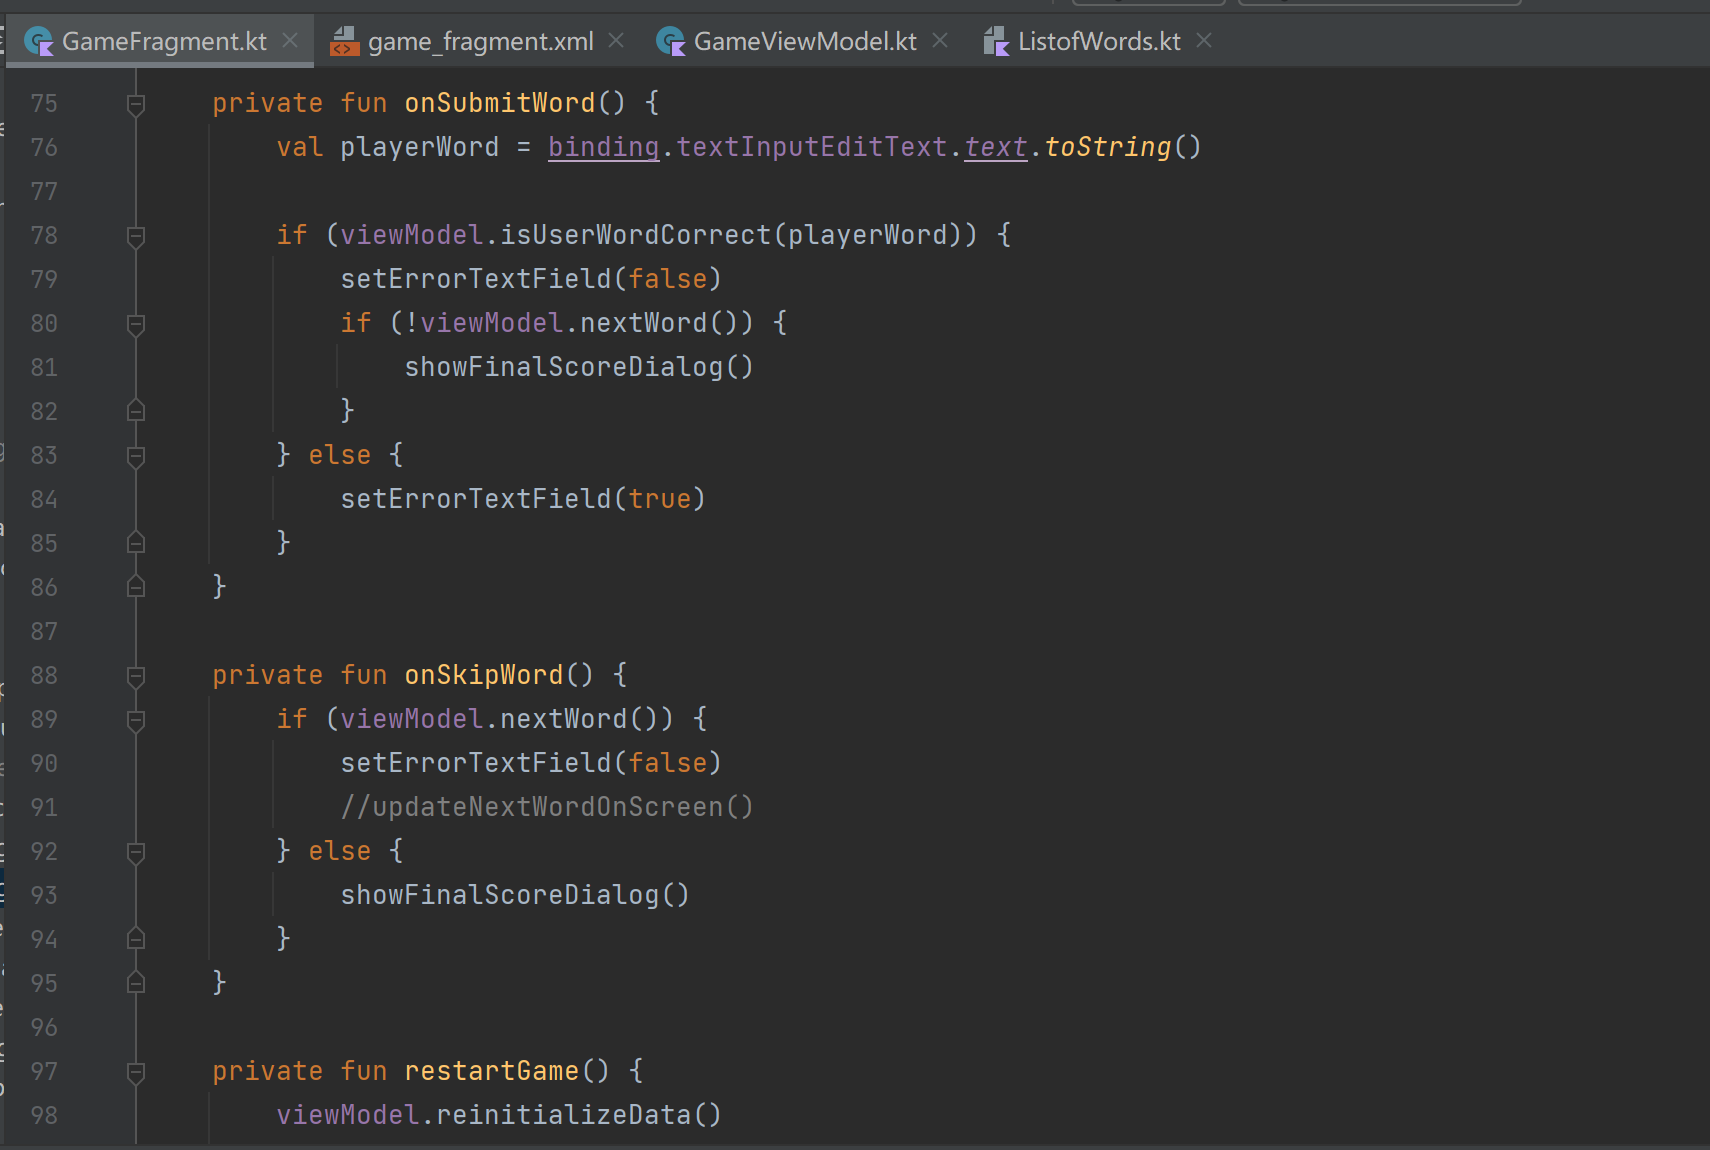 GameFragment.kt game_fragment.xml GameViewModel.kt ListofWords.kt
75 private fun onSubmitWord() {
76 val playerWord = binding.textInputEditText.text.toString()
77
78 if (viewModel.isUserWordCorrect(playerWord)) {
79 setErrorTextField(false)
80 if (!viewModel.nextWord()) {
81 showFinalScoreDialog()
82 }
83 } else {
84 setErrorTextField(true)
85 }
86 }
87
88 private fun onSkipWord() {
89 if (viewModel.nextWord()) {
90 setErrorTextField(false)
91 //updateNextWordOnScreen()
92 } else {
93 showFinalScoreDialog()
94 }
95 }
96
97 private fun restartGame() {
98 viewModel.reinitializeData()